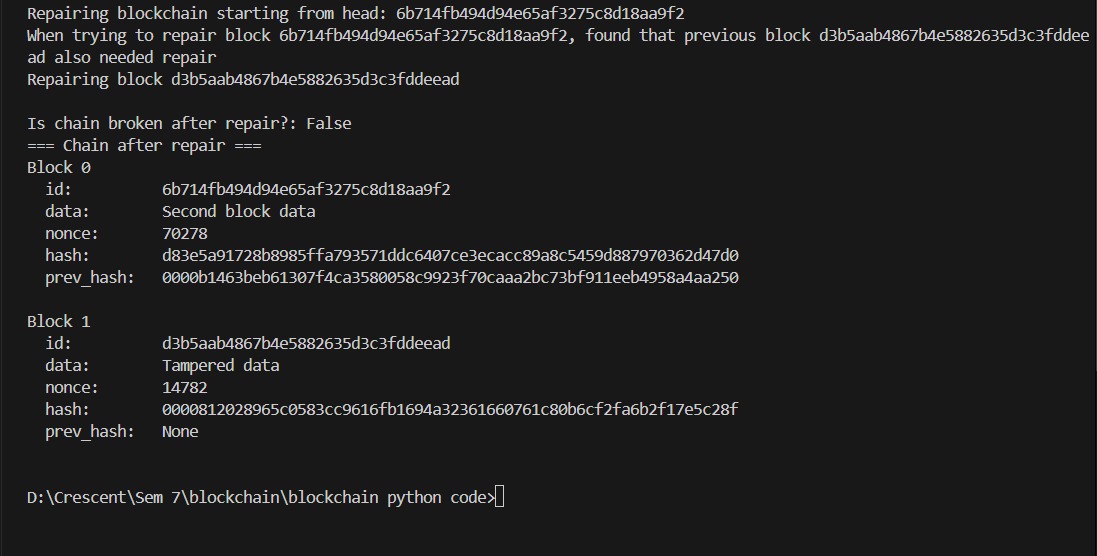 Repairing blockchain starting from head: 6b714fb494d94e65af3275c8d18aa9f2
When trying to repair block 6b714fb494d94e65af3275c8d18aa9f2, found that previous block d3b5aab4867b4e5882635d3c3fddee
ad also needed repair
Repairing block d3b5aab4867b4e5882635d3c3fddeead
Is chain broken after repair?: False
=== Chain after repair ===
Block 0
id: 6b714fb494d94e65af3275c8d18aa9f2
data: Second block data
nonce: 70278
hash: d83e5a91728b8985ffa793571ddc6407ce3ecacc89a8c5459d887970362d47d0
prev_hash: 0000b1463beb61307f4ca3580058c9923f70caaa2bc73bf911eeb4958a4aa250
Block 1
id: d3b5aab4867b4e5882635d3c3fddeead
data: Tampered data
nonce: 14782
hash: 0000812028965c0583cc9616fb1694a32361660761c80b6cf2fa6b2f17e5c28f
prev_hash: None
D:\Crescent\Sem 7\blockchain\blockchain python code>